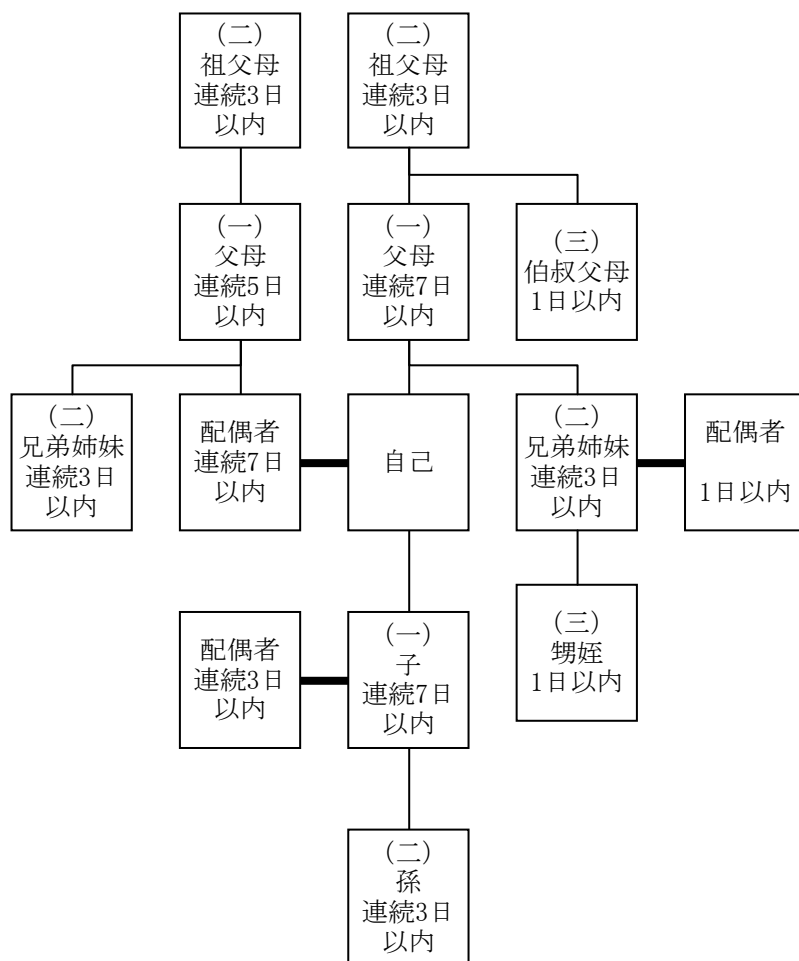 (二)
祖父母
連続3日
以内
(二)
祖父母
連続3日
以内
(一)
父母
連続5日
以内
(一)
父母
連続7日
以内
(三)
伯叔父母
1日以内
(二)
兄弟姉妹
連続3日
以内
配偶者
連続7日
以内
自己
(二)
兄弟姉妹
連続3日
以内
配偶者
1日以内
配偶者
連続3日
以内
(一)
子
連続7日
以内
(三)
甥姪
1日以内
(二)
孫
連続3日
以内